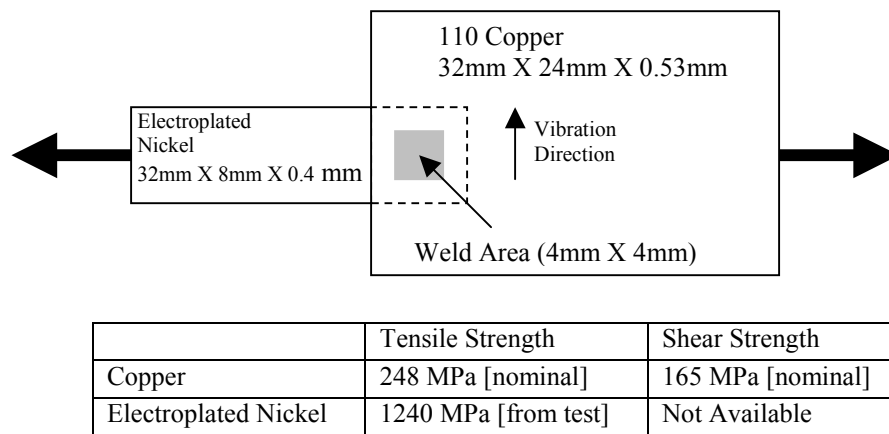 110 Copper
32mm X 24mm X 0.53mm
Electroplated
Nickel
32mm X 8mm X 0.4 mm
Vibration
Direction
Weld Area (4mm X 4mm)
Tensile Strength Shear Strength
Copper 248 MPa [nominal] 165 MPa [nominal]
Electroplated Nickel 1240 MPa [from test] Not Available